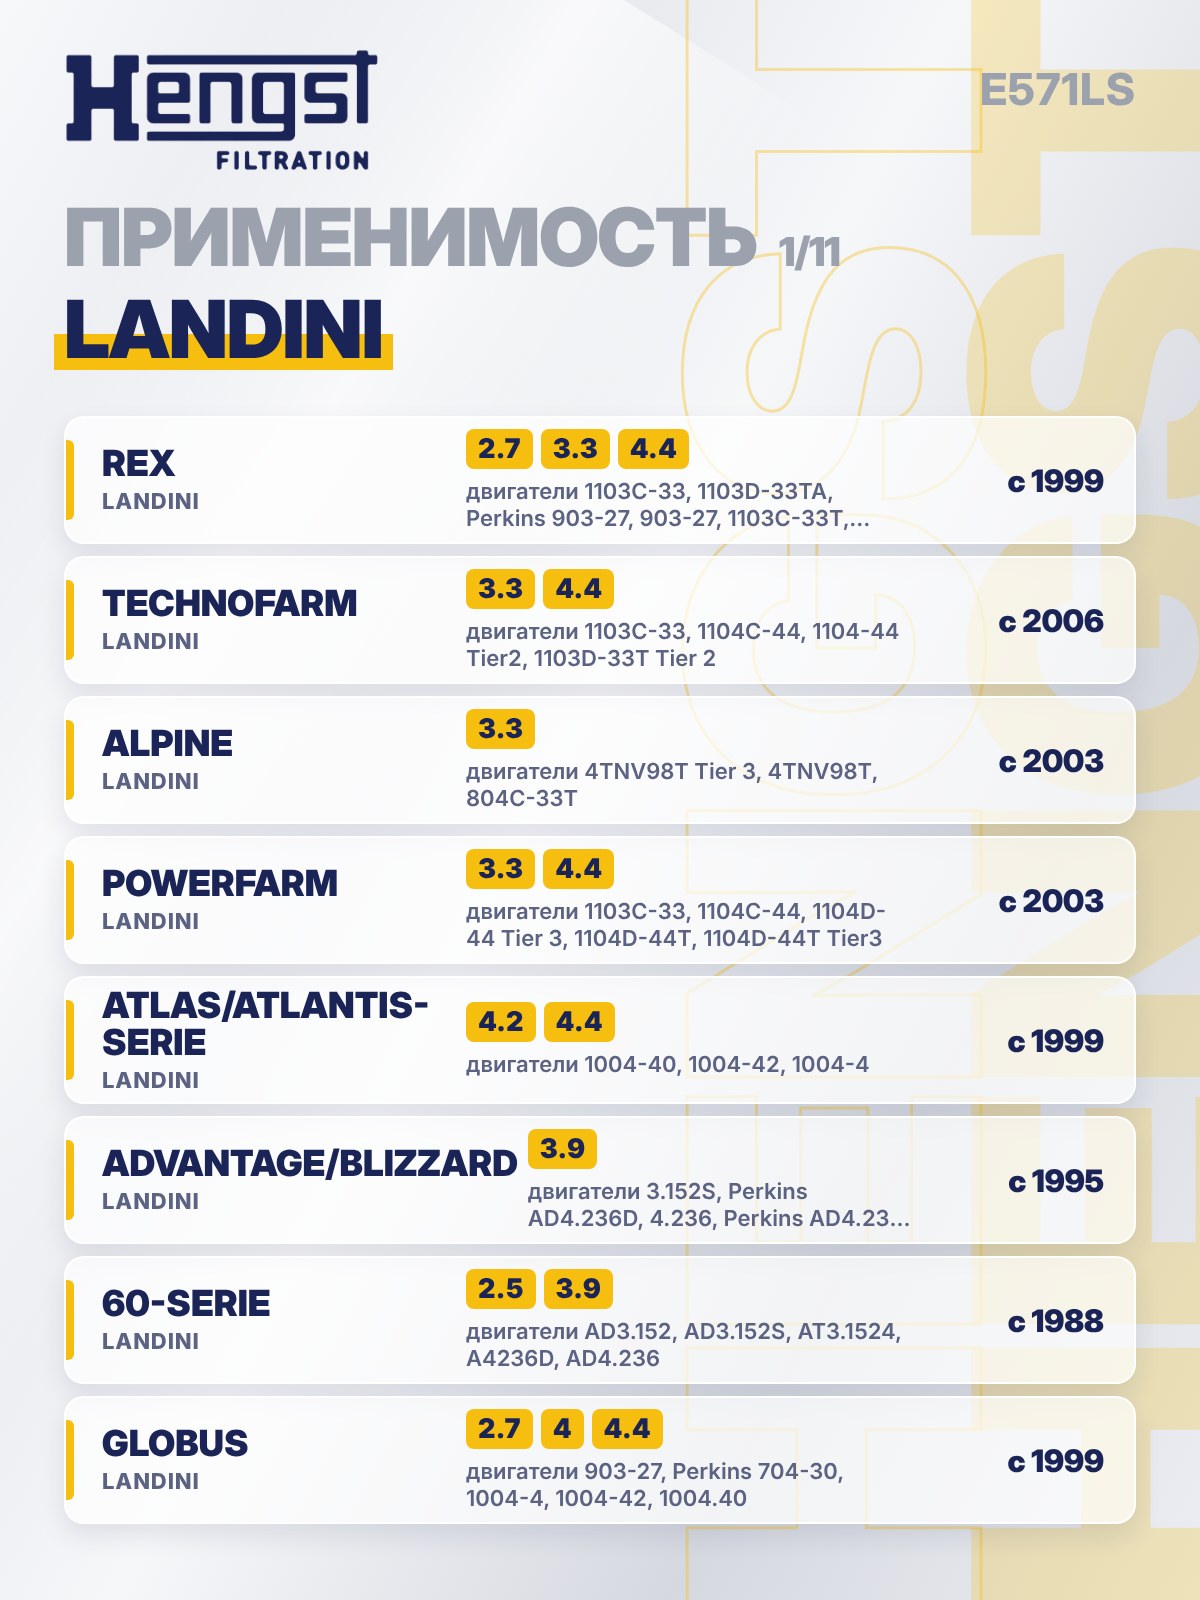 Hengst
FILTRATION
E571LS
ПРИМЕНИМОСТЬ 1/11
LANDINI
REX
LANDINI
2.7 3.3 4.4
двигатели 1103C-33, 1103D-33TA,
Perkins 903-27, 903-27, 1103C-33T,...
с 1999
TECHNOFARM
LANDINI
3.3 4.4
двигатели 1103C-33, 1104C-44, 1104-44
Tier2, 1103D-33T Tier 2
с 2006
ALPINE
LANDINI
3.3
двигатели 4TNV98T Tier 3, 4TNV98T,
804C-33T
с 2003
POWERFARM
LANDINI
3.3 4.4
двигатели 1103C-33, 1104C-44, 1104D-
44 Tier 3, 1104D-44T, 1104D-44T Tier3
с 2003
ATLAS/ATLANTIS-
SERIE
LANDINI
4.2 4.4
двигатели 1004-40, 1004-42, 1004-4
с 1999
ADVANTAGE/BLIZZARD
LANDINI
3.9
двигатели 3.152S, Perkins
AD4.236D, 4.236, Perkins AD4.23...
с 1995
60-SERIE
LANDINI
2.5 3.9
двигатели AD3.152, AD3.152S, AT3.1524,
A4236D, AD4.236
с 1988
GLOBUS
LANDINI
2.7 4 4.4
двигатели 903-27, Perkins 704-30,
1004-4, 1004-42, 1004.40
с 1999
HENGST
HENGST